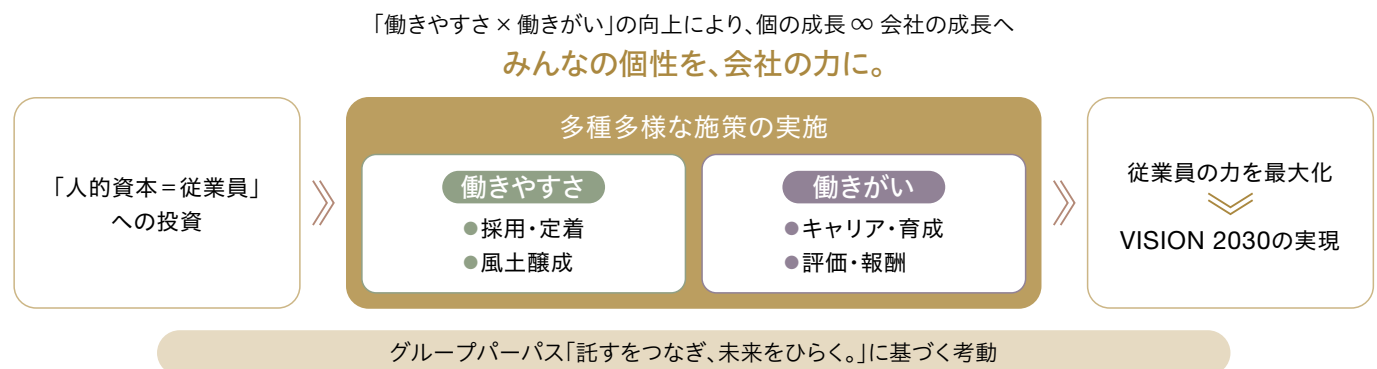 「働きやすさ×働きがい」の向上により、個の成長 ∞ 会社の成長へ
みんなの個性を、会社の力に。
「人的資本＝従業員」
への投資
多種多様な施策の実施
働きやすさ
●採用・定着
●風土醸成
働きがい
●キャリア・育成
●評価・報酬
従業員の力を最大化
VISION 2030の実現
グループパーパス「託すをつなぎ、未来をひらく。」に基づく考動